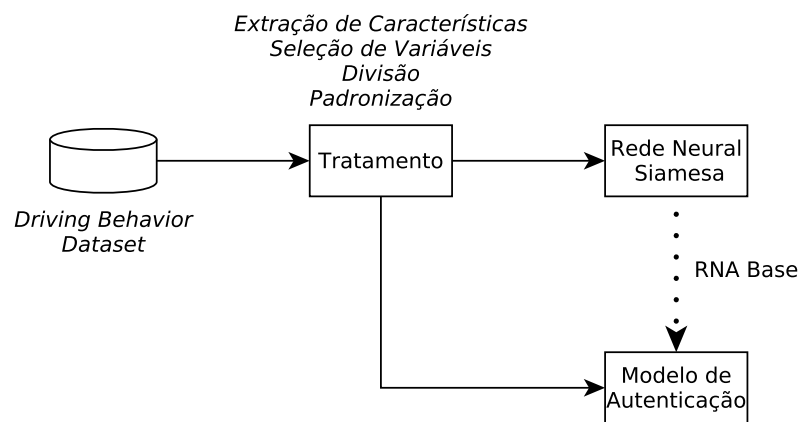 Extração de Características
Seleção de Variáveis
Divisão
Padronização
Tratamento
Rede Neural
Siamesa
Driving Behavior
Dataset
RNA Base
Modelo de
Autenticação